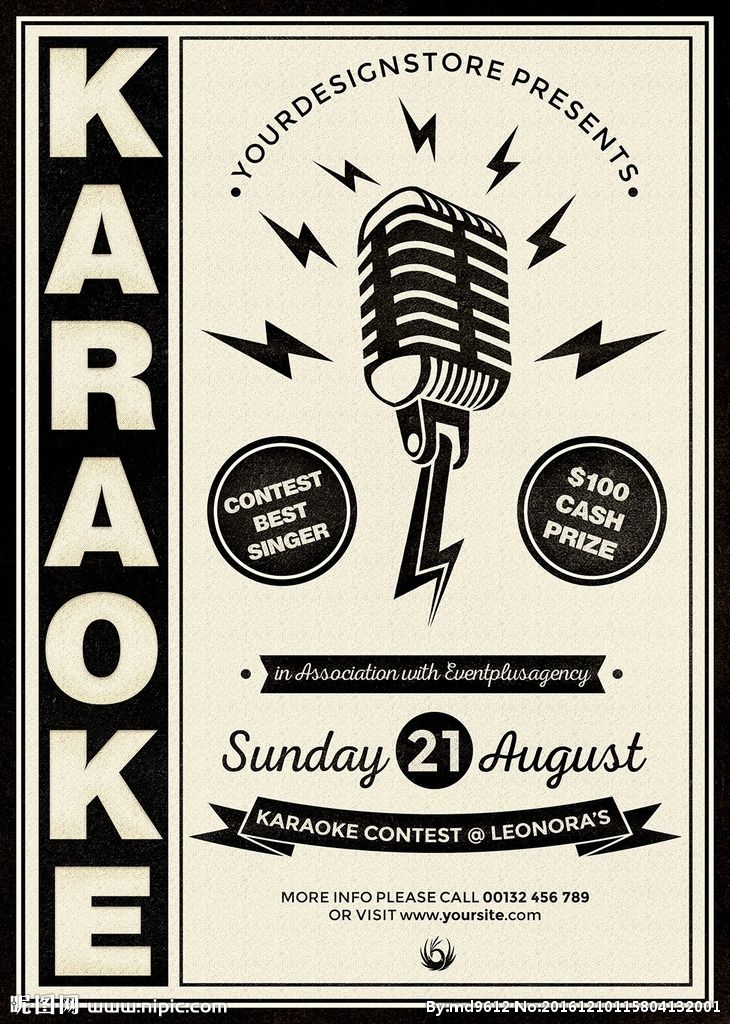 KARAOKE
YOURDESIGNSTORE PRESENTS
CONTEST
BEST
SINGER
$100
CASH
PRIZE
in Association with Eventplusagency
Sunday 21 August
KARAOKE CONTEST @ LEONORA'S
MORE INFO PLEASE CALL 00132 456 789
OR VISIT www.yoursite.com
昵图网 www.nipic.com
By:md9612 No:20161210115804132001